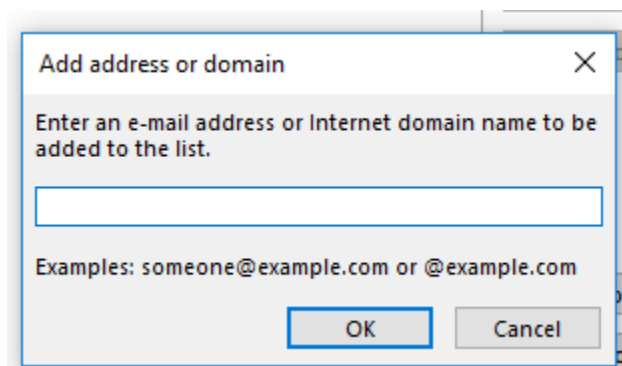 Add address or domain
Enter an e-mail address or Internet domain name to be
added to the list.
Examples: someone@example.com or @example.com
OK
Cancel